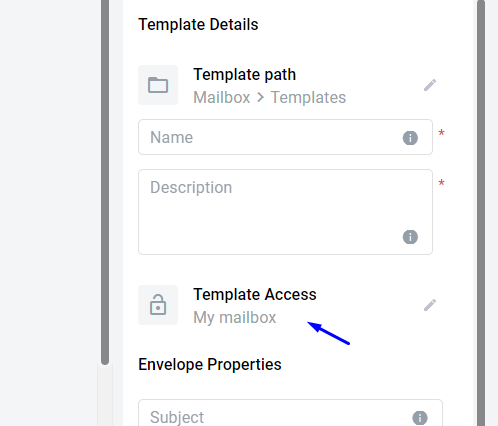 Template Details
Template path
Mailbox > Templates
Name
*
Description
*
Template Access
My mailbox
Envelope Properties
Subject